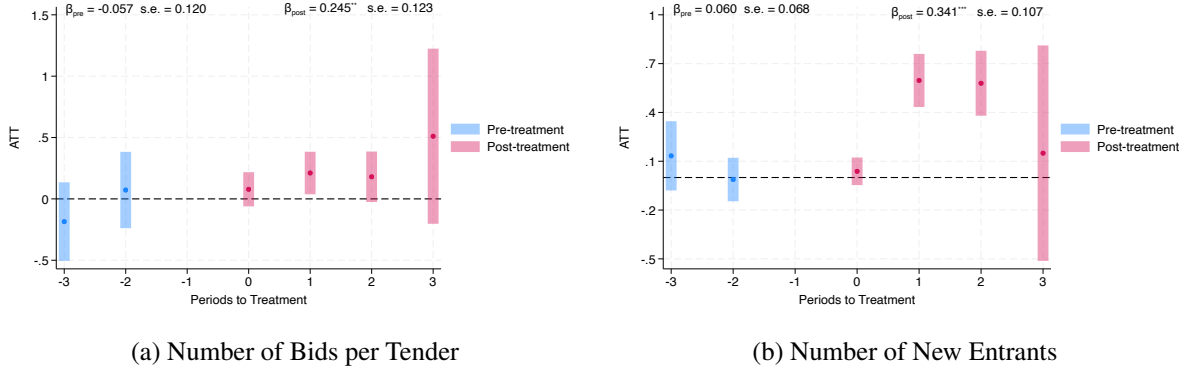 β_pre = -0.057 s.e. = 0.120
β_post = 0.245** s.e. = 0.123
1.5
1
.5
0
-.5
ATT
-3 -2 -1 0 1 2 3
Periods to Treatment
Pre-treatment
Post-treatment
(a) Number of Bids per Tender
β_pre = 0.060 s.e. = 0.068
β_post = 0.341*** s.e. = 0.107
1
.7
.4
.1
-.2
-.5
ATT
-3 -2 -1 0 1 2 3
Periods to Treatment
Pre-treatment
Post-treatment
(b) Number of New Entrants